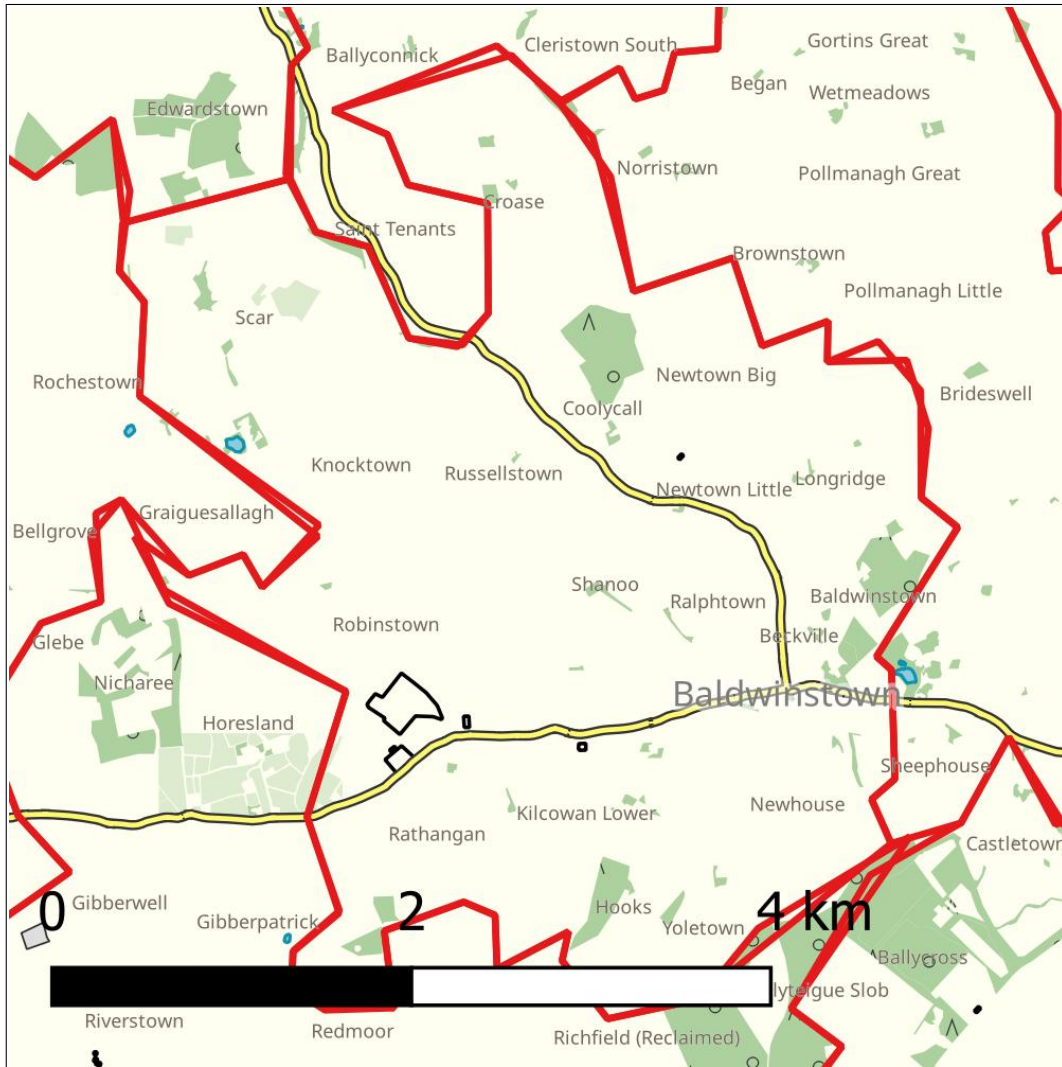 Ballyconnick
Cleristown South
Gortins Great
Began
Wetmeadows
Edwardstown
Norristown
Pollmanagh Great
Croase
Saint Tenants
Brownstown
Pollmanagh Little
Scar
Rochestown
Newtown Big
Brideswell
Coolycall
Knocktown
Russellstown
Longridge
Newtown Little
Graiguesallagh
Bellgrove
Shanoo
Ralphtown
Baldwinstown
Robinstown
Beckville
Glebe
Nicharee
Baldwinstown
Horesland
Sheephouse
Newhouse
Kilcowan Lower
Rathangan
Castletown
Gibberwell
0
2
4 km
Hooks
Gibberpatrick
Yoletown
Ballycross
lyteigue Slob
Riverstown
Redmoor
Richfield (Reclaimed)